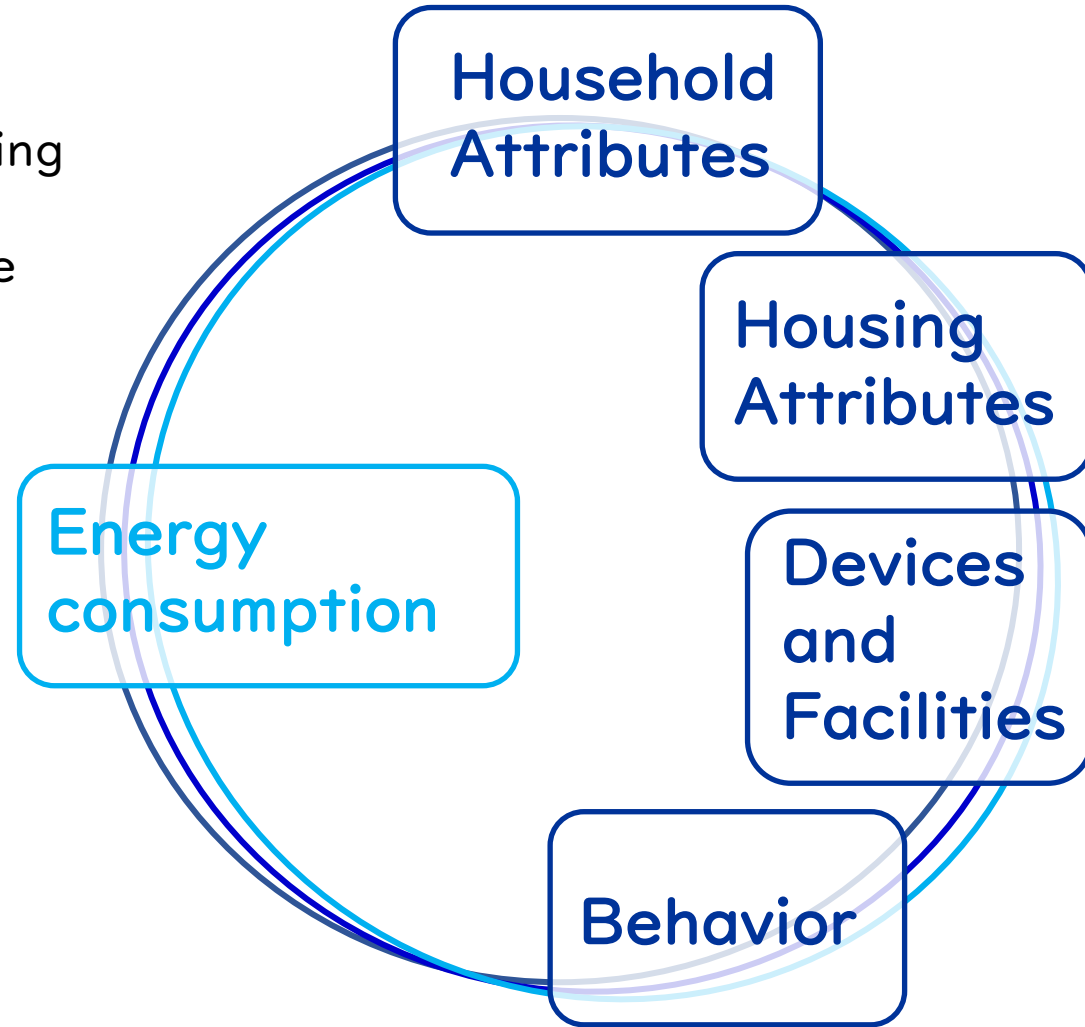 Household
Attributes
Housing
Attributes
Devices
and
Facilities
Behavior
Energy
consumption